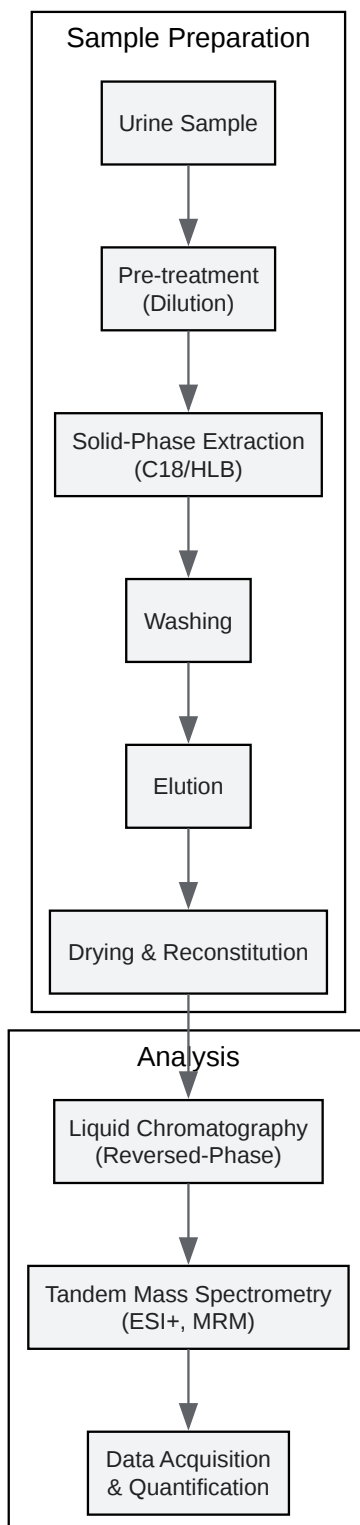 Sample Preparation
Urine Sample
Pre-treatment
(Dilution)
Solid-Phase Extraction
(C18/HLB)
Washing
Elution
Drying & Reconstitution
Analysis
Liquid Chromatography
(Reversed-Phase)
Tandem Mass Spectrometry
(ESI+, MRM)
Data Acquisition
& Quantification